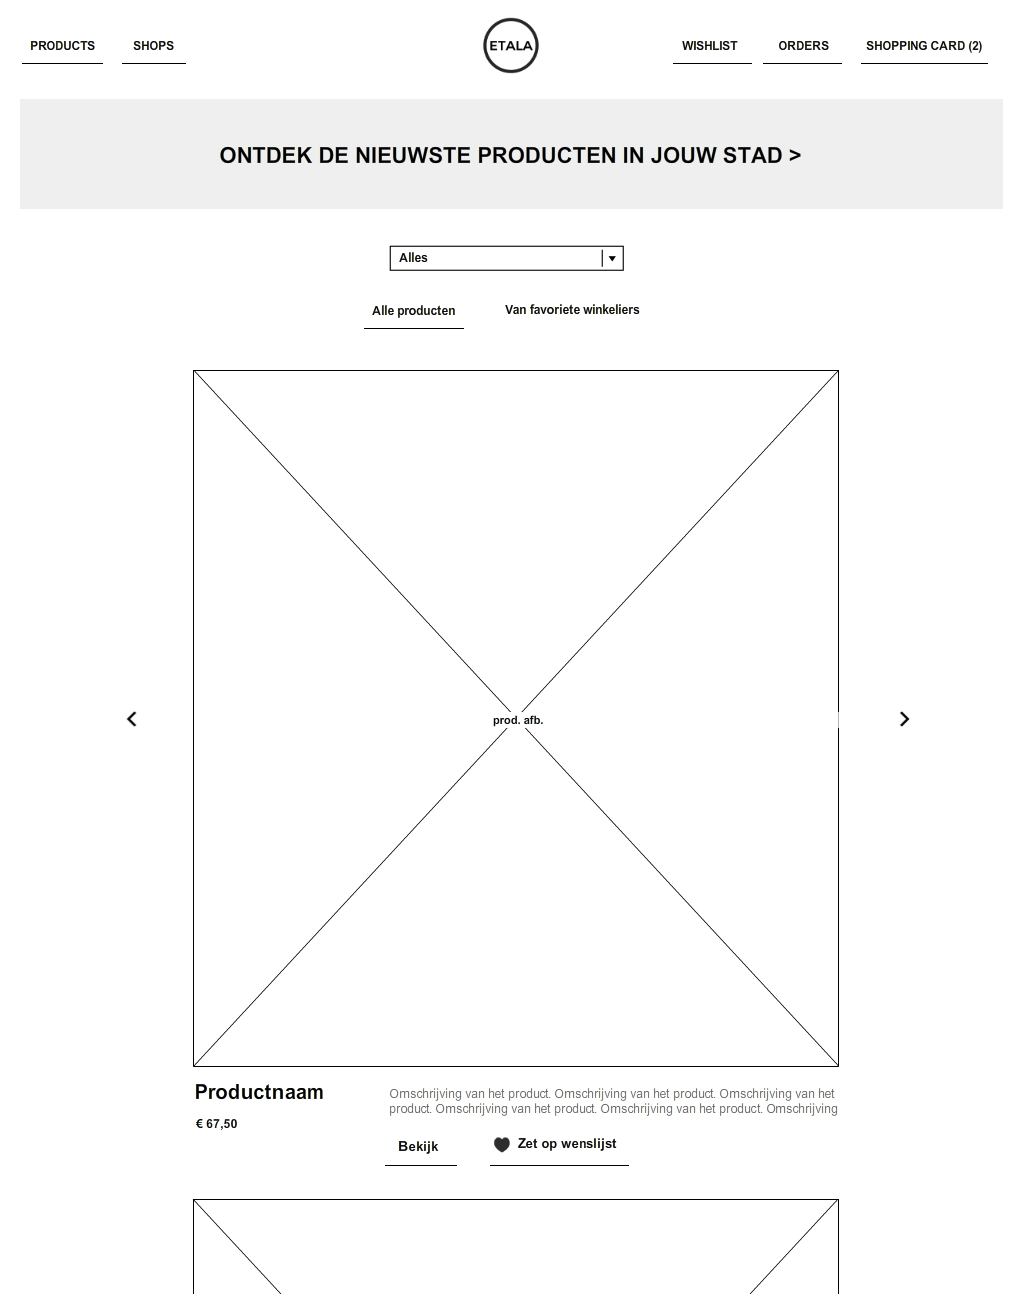 PRODUCTS
SHOPS
ETALA
WISHLIST
ORDERS
SHOPPING CARD (2)
ONTDEK DE NIEUWSTE PRODUCTEN IN JOUW STAD >
Alles
Alle producten
Van favoriete winkeliers
prod. afb.
Productnaam
€ 67,50
Omschrijving van het product. Omschrijving van het product. Omschrijving van het
product. Omschrijving van het product. Omschrijving van het product. Omschrijving
Bekijk
Zet op wenslijst